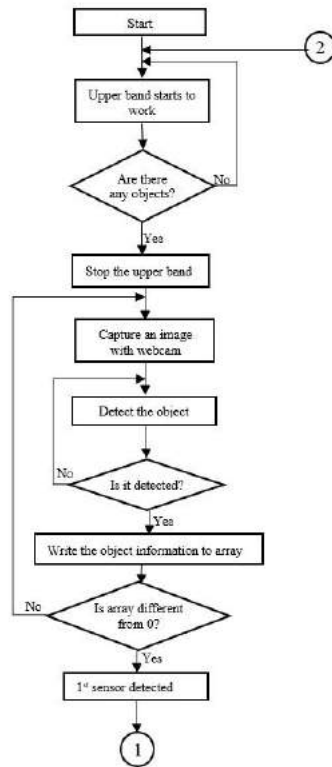 Start
2
Upper band starts to
work
Are there
any objects?
No
Yes
Stop the upper band
Capture an image
with webcam
Detect the object
No
Is it detected?
Yes
Write the object information to array
No
Is array different
from 0?
Yes
1st sensor detected
1